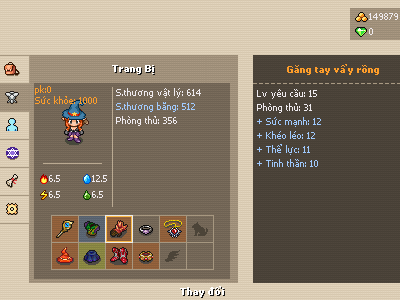 149879
0
Trang Bị
pk:0
Sức khỏe: 1000
S.thương vật lý: 614
S.thương băng: 512
Phòng thủ: 356
6.5
12.5
6.5
6.5
Găng tay vẩy rồng
Lv yêu cầu: 15
Phòng thủ: 31
+ Sức mạnh: 12
+ Khéo léo: 12
+ Thể lực: 11
+ Tinh thần: 10
Thay đổi